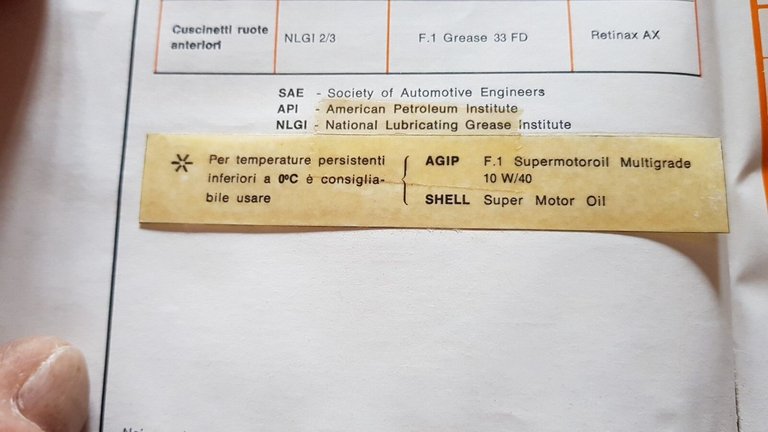 Cuscinetti ruote NLGI 2/3 F.1 Grease 33 FD Retinax AX
anteriori
SAE - Society of Automotive Engineers
API - American Petroleum Institute
NLGI - National Lubricating Grease Institute
Per temperature persistenti AGIP F.1 Supermotoroil Multigrade
inferiori a 0°C è consiglia- 10 W/40
bile usare SHELL Super Motor Oil